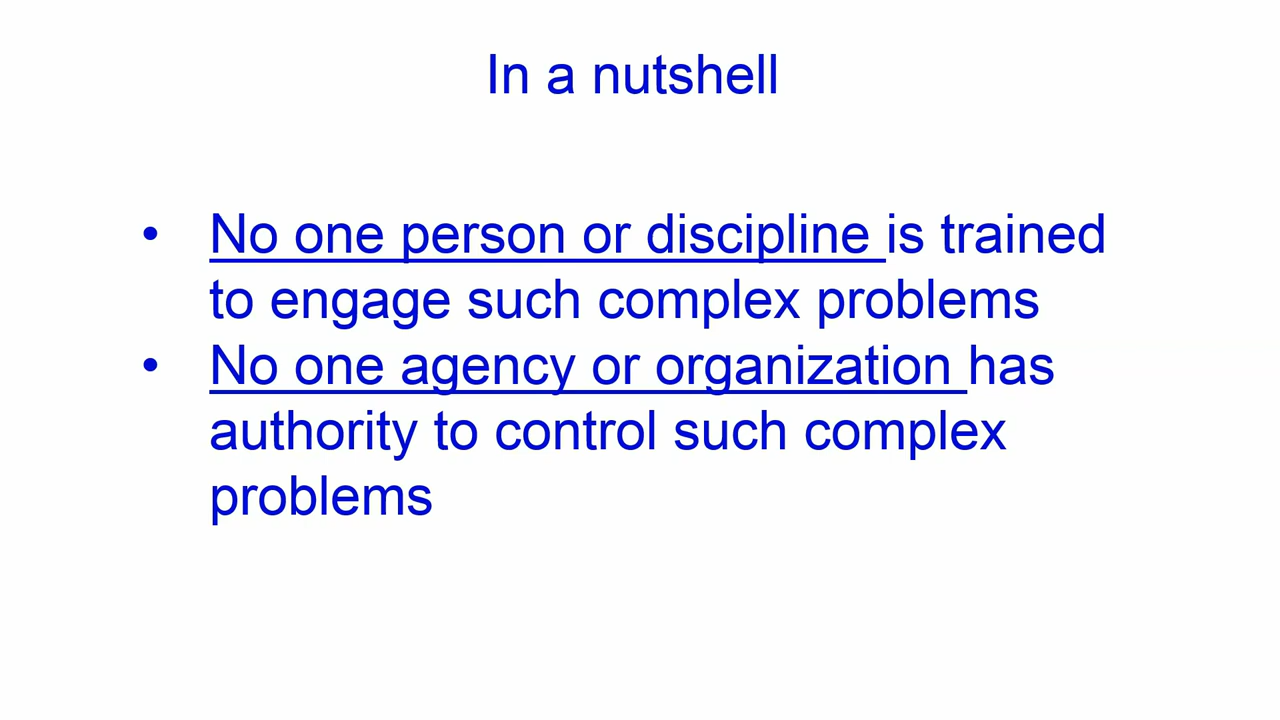 In a nutshell
• No one person or discipline is trained
to engage such complex problems
• No one agency or organization has
authority to control such complex
problems